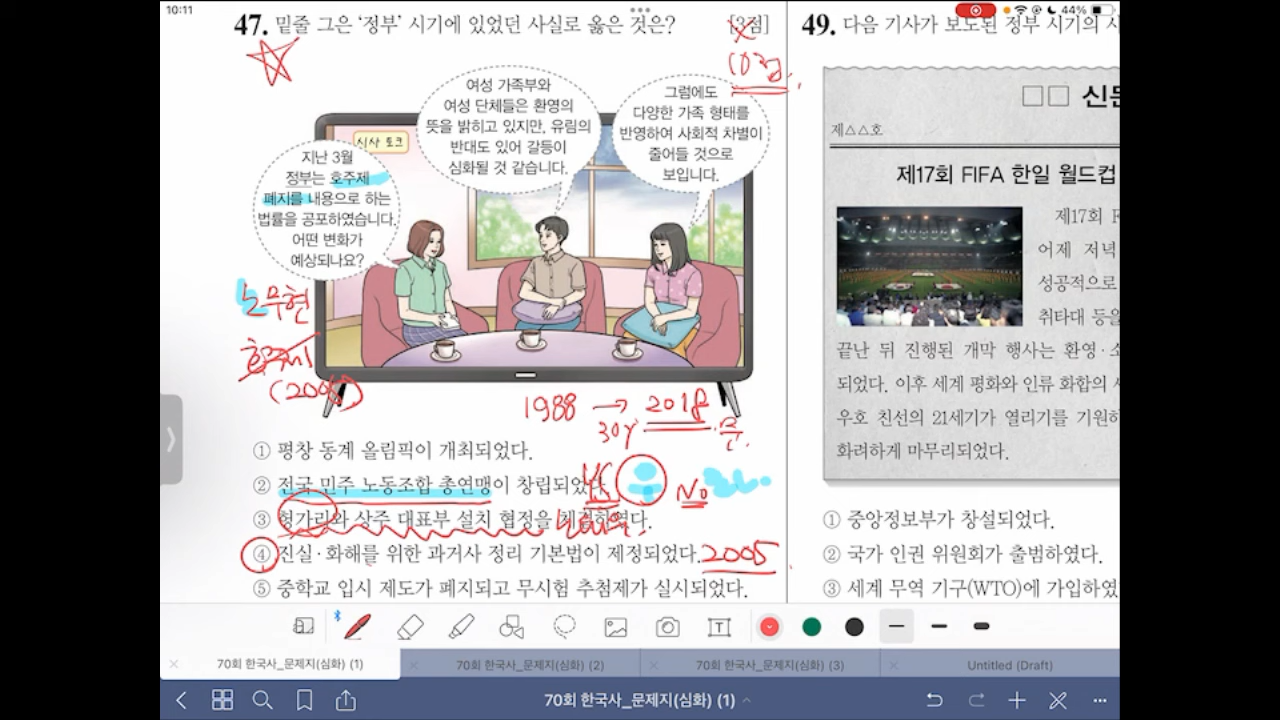 10:11
44%
47. 밑줄 그은 '정부' 시기에 있었던 사실로 옳은 것은? [3점]
시사 토크
지난 3월
정부는 호주제
폐지를 내용으로 하는
법률을 공포하였습니다.
어떤 변화가
예상되나요?
여성 가족부와
여성 단체들은 환영의
뜻을 밝히고 있지만, 유림의
반대도 있어 갈등이
심화될 것 같습니다.
그럼에도
다양한 가족 형태를
반영하여 사회적 차별이
줄어들 것으로
보입니다.
노무현
1988 → 2018
30y 문.
① 평창 동계 올림픽이 개최되었다.
② 전국 민주 노동조합 총연맹이 창립되었다.
No
③ 헝가리와 상주 대표부 설치 협정을 체결하였다.
④ 진실·화해를 위한 과거사 정리 기본법이 제정되었다. 2005
⑤ 중학교 입시 제도가 폐지되고 무시험 추첨제가 실시되었다.
49. 다음 기사가 보도된 정부 시기의
□□ 신문
제△△호
제17회 FIFA 한일 월드컵
제17회
어제 저녁
성공적으로
취타대 등을
끝난 뒤 진행된 개막 행사는 환영·
되었다. 이후 세계 평화와 인류 화합의
우호 친선의 21세기가 열리기를 기원
화려하게 마무리되었다.
① 중앙정보부가 창설되었다.
② 국가 인권 위원회가 출범하였다.
③ 세계 무역 기구(WTO)에 가입하였
70회 한국사_문제지(심화) (1)
70회 한국사_문제지(심화) (2)
70회 한국사_문제지(심화) (3)
Untitled (Draft)
70회 한국사_문제지(심화) (1)